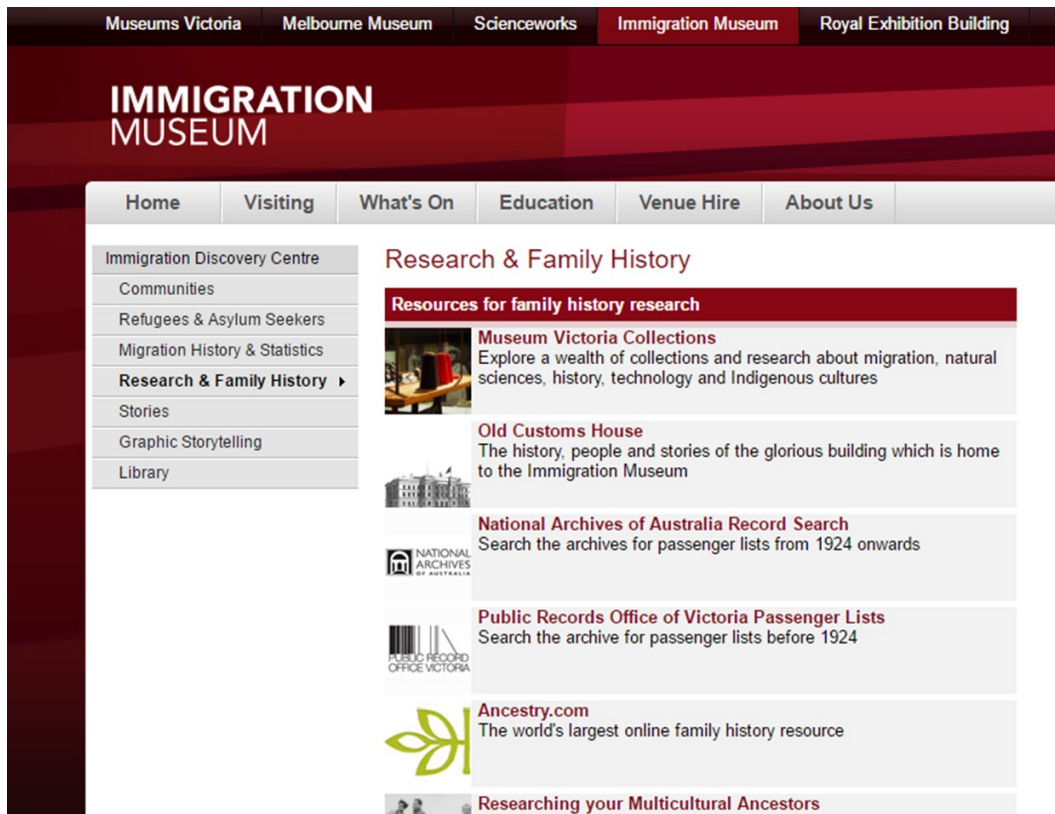 Museums Victoria
Melbourne Museum
Scienceworks
Immigration Museum
Royal Exhibition Building
IMMIGRATION
MUSEUM
Home
Visiting
What's On
Education
Venue Hire
About Us
Immigration Discovery Centre
Communities
Refugees & Asylum Seekers
Migration History & Statistics
Research & Family History
Stories
Graphic Storytelling
Library
Research & Family History
Resources for family history research
Museum Victoria Collections
Explore a wealth of collections and research about migration, natural
sciences, history, technology and Indigenous cultures
Old Customs House
The history, people and stories of the glorious building which is home
to the Immigration Museum
NATIONAL
ARCHIVES
OF AUSTRALIA
National Archives of Australia Record Search
Search the archives for passenger lists from 1924 onwards
PUBLIC RECORD
OFFICE VICTORIA
Public Records Office of Victoria Passenger Lists
Search the archive for passenger lists before 1924
Ancestry.com
The world's largest online family history resource
Researching your Multicultural Ancestors